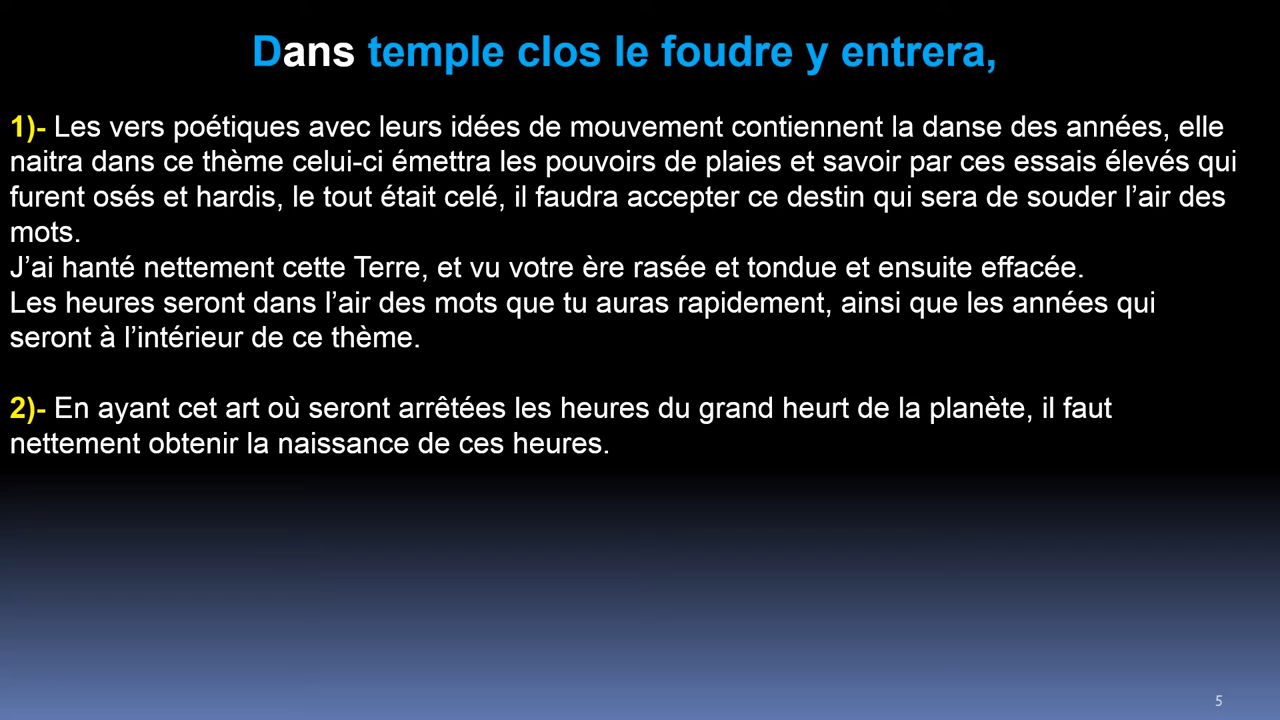 Dans temple clos le foudre y entrera,
1)- Les vers poétiques avec leurs idées de mouvement contiennent la danse des années, elle
naitra dans ce thème celui-ci émettra les pouvoirs de plaies et savoir par ces essais élevés qui
furent osés et hardis, le tout était celé, il faudra accepter ce destin qui sera de souder l’air des
mots.
J’ai hanté nettement cette Terre, et vu votre ère rasée et tondue et ensuite effacée.
Les heures seront dans l’air des mots que tu auras rapidement, ainsi que les années qui
seront à l’intérieur de ce thème.
2)- En ayant cet art où seront arrêtées les heures du grand heurt de la planète, il faut
nettement obtenir la naissance de ces heures.
5